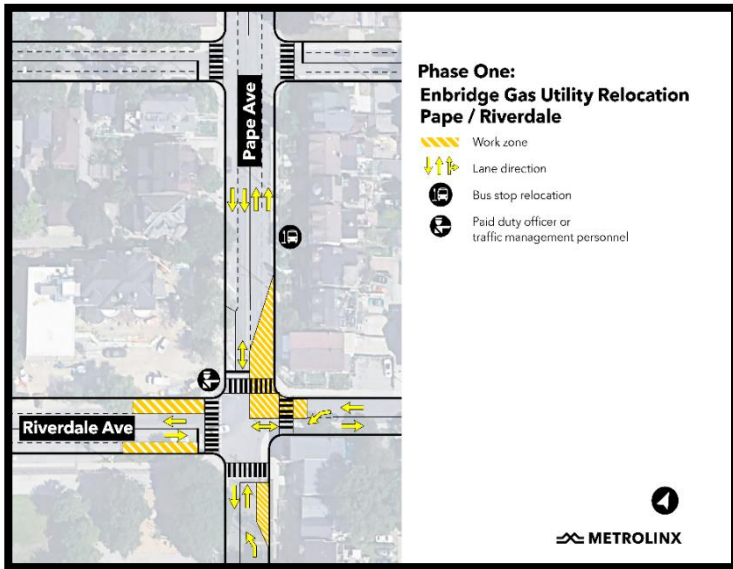 Phase One:
Enbridge Gas Utility Relocation
Pape / Riverdale
Work zone
Lane direction
Bus stop relocation
Paid duty officer or
traffic management personnel
Pape Ave
Riverdale Ave
METROLINX